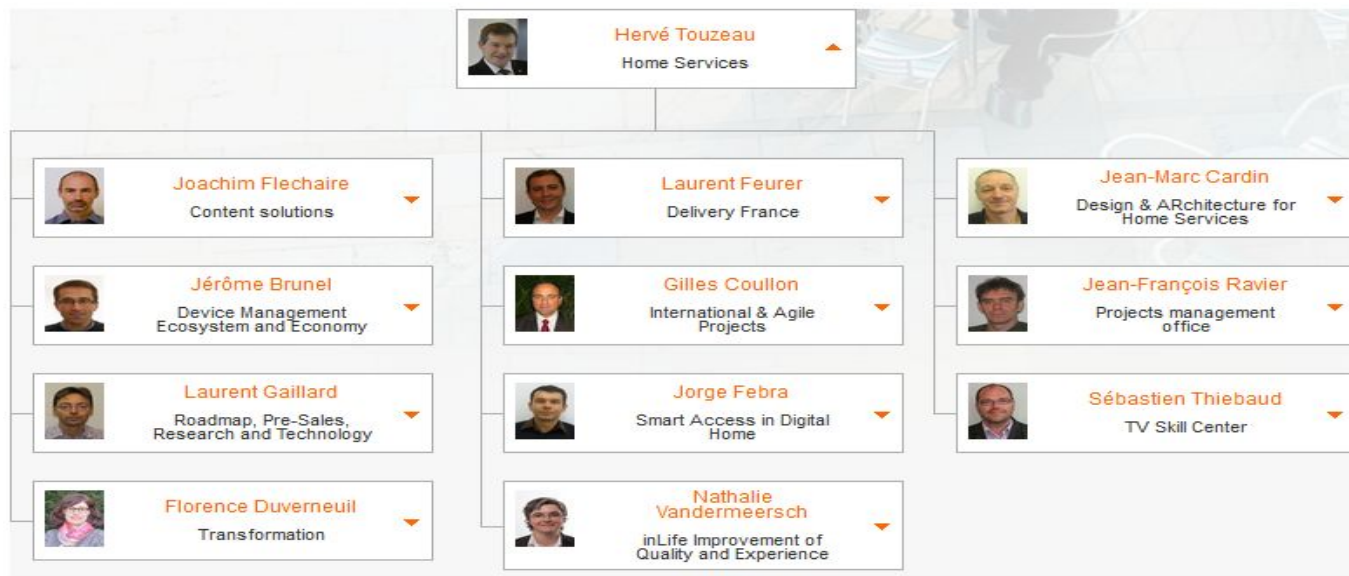 Hervé Touzeau
Home Services
Joachim Flechaire
Content solutions
Laurent Feurer
Delivery France
Jean-Marc Cardin
Design & ARchitecture for
Home Services
Jérôme Brunel
Device Management
Ecosystem and Economy
Gilles Coullon
International & Agile
Projects
Jean-François Ravier
Projects management
office
Laurent Gaillard
Roadmap, Pre-Sales,
Research and Technology
Jorge Febra
Smart Access in Digital
Home
Sébastien Thiebaud
TV Skill Center
Florence Duverneuil
Transformation
Nathalie
Vandermeersch
inLife Improvement of
Quality and Experience